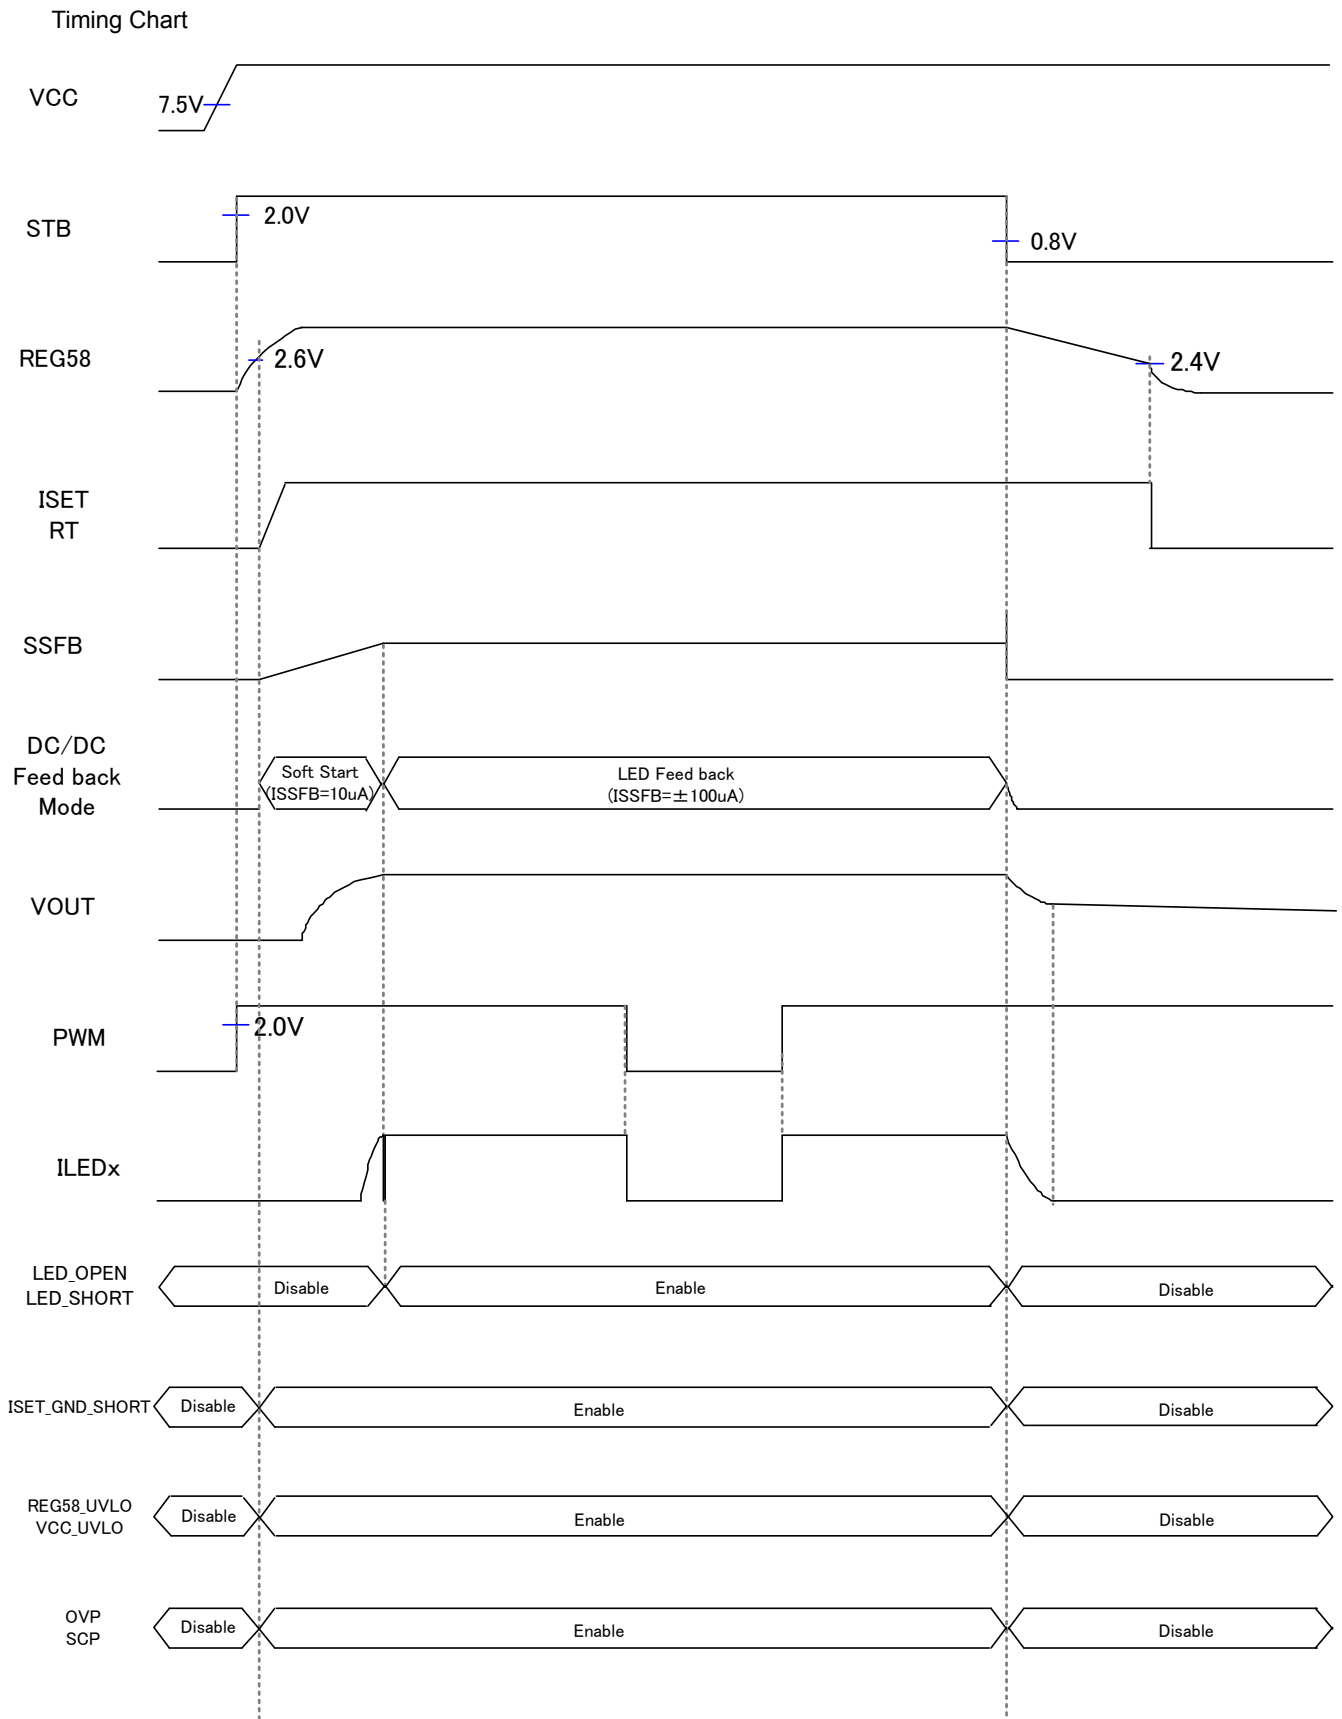 Timing Chart
VCC
7.5V
STB
2.0V
0.8V
REG58
2.6V
2.4V
ISET
RT
SSFB
DC/DC
Feed back
Mode
Soft Start
(ISSFB=10uA)
LED Feed back
(ISSFB=±100uA)
VOUT
PWM
2.0V
ILEDx
LED_OPEN
LED_SHORT
Disable
Enable
Disable
ISET_GND_SHORT
Disable
Enable
Disable
REG58_UVLO
VCC_UVLO
Disable
Enable
Disable
OVP
SCP
Disable
Enable
Disable